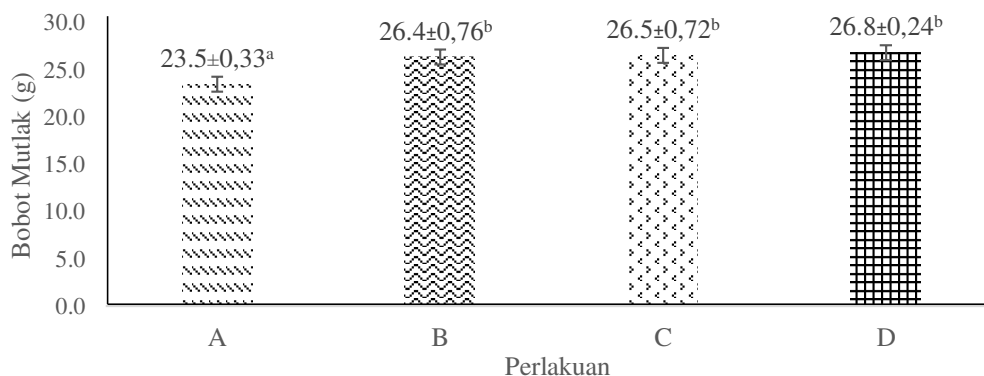 30.0
25.0
20.0
15.0
10.0
5.0
0.0
Bobot Mutlak (g)
23.5±0,33ᵃ
26.4±0,76ᵇ
26.5±0,72ᵇ
26.8±0,24ᵇ
A B C D
Perlakuan